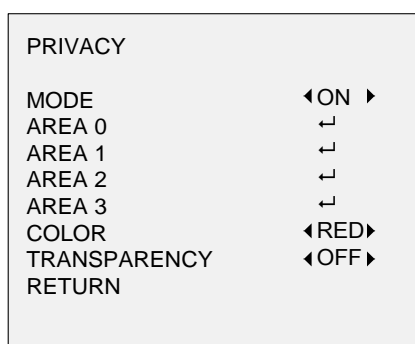 PRIVACY
MODE ON
AREA 0 ↵
AREA 1 ↵
AREA 2 ↵
AREA 3 ↵
COLOR RED
TRANSPARENCY OFF
RETURN